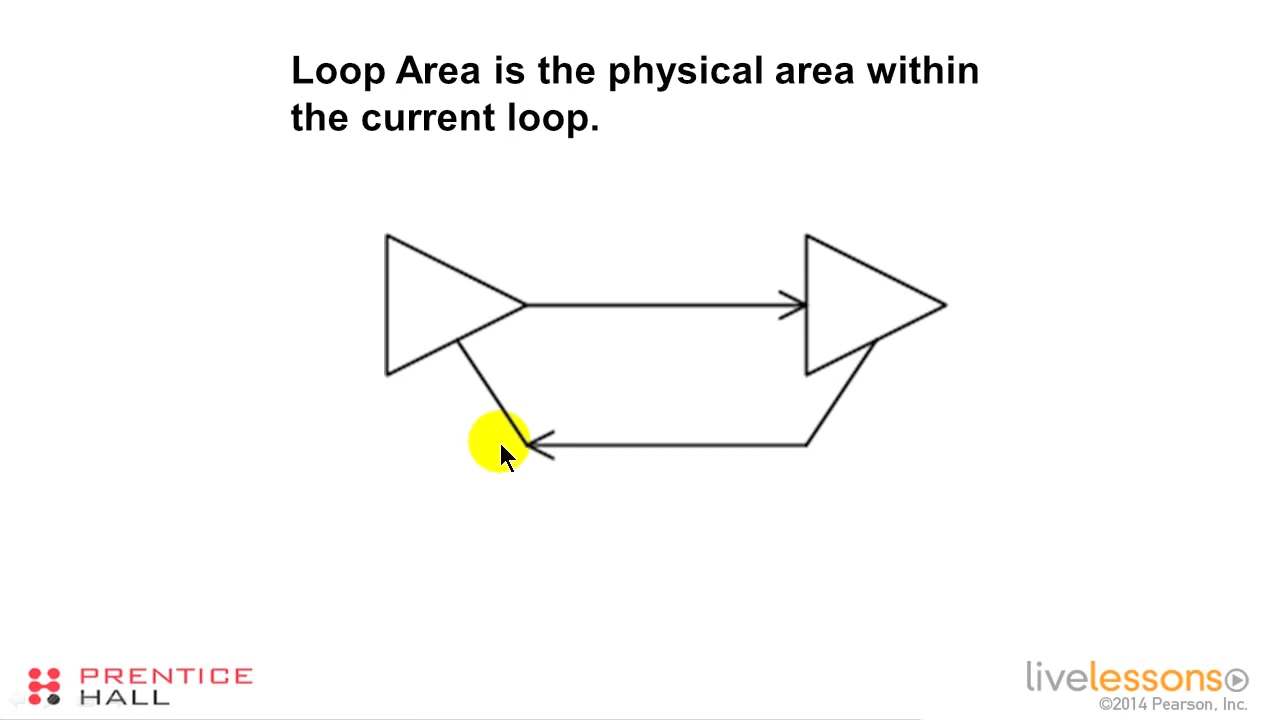 Loop Area is the physical area within
the current loop.
PRENTICE
HALL
livelessons
©2014 Pearson, Inc.